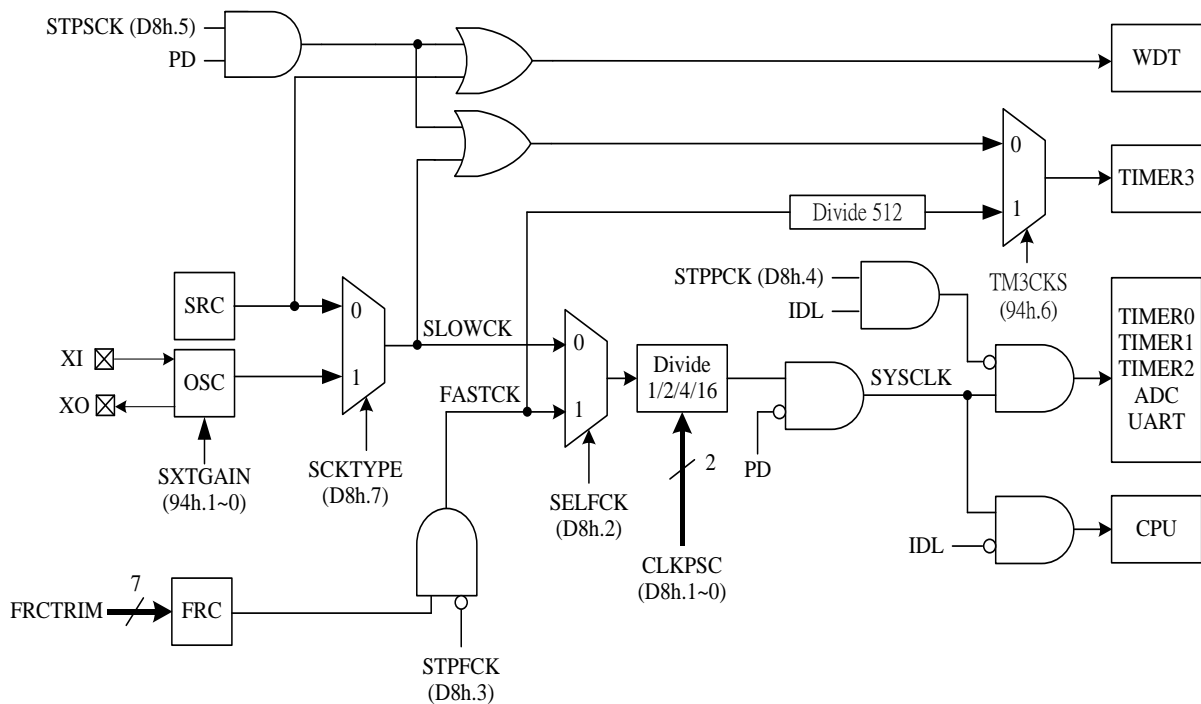 STPSCK (D8h.5)
PD
WDT
0
1
TIMER3
Divide 512
TM3CKS
(94h.6)
STPPCK (D8h.4)
IDL
SRC
XI
XO
OSC
SXTGAIN
(94h.1~0)
0
1
SCKTYPE
(D8h.7)
SLOWCK
FASTCK
0
1
SELFCK
(D8h.2)
Divide
1/2/4/16
2
CLKPSC
(D8h.1~0)
PD
SYSCLK
TIMER0
TIMER1
TIMER2
ADC
UART
IDL
CPU
FRCTRIM
7
FRC
STPFCK
(D8h.3)